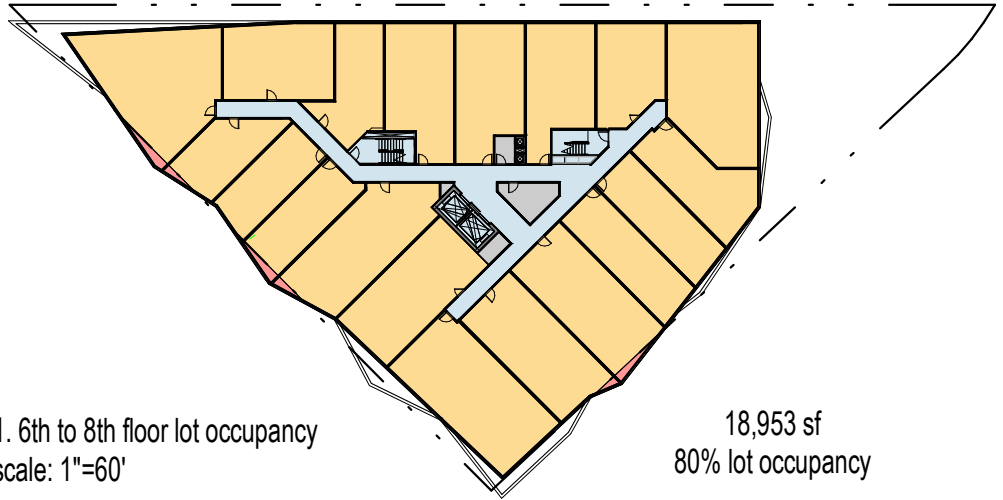 1. 6th to 8th floor lot occupancy
scale: 1"=60'
18,953 sf
80% lot occupancy